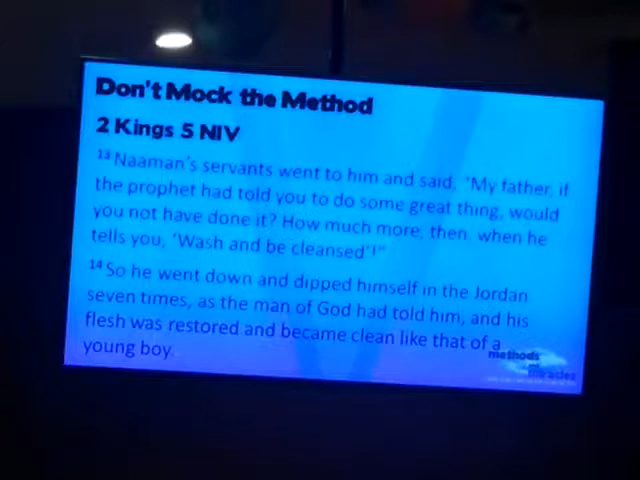 Don't Mock the Method
2 Kings 5 NIV
13 Naaman's servants went to him and said, "My father, if
the prophet had told you to do some great thing, would
you not have done it? How much more, then, when he
tells you, 'Wash and be cleansed'!"
14 So he went down and dipped himself in the Jordan
seven times, as the man of God had told him, and his
flesh was restored and became clean like that of a
young boy.
methods
and
miracles